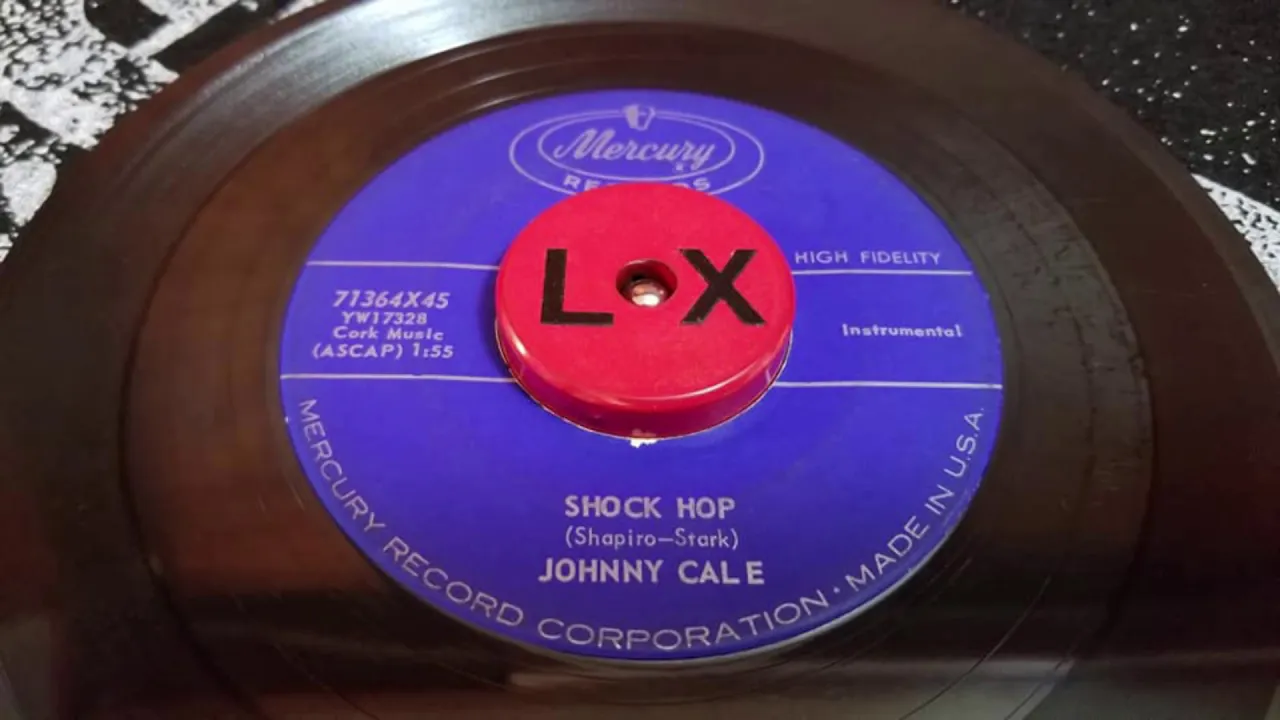 Mercury
L X
HIGH FIDELITY
71364X45
YW17328
Cork Music
(ASCAP) 1:55
Instrumental
SHOCK HOP
(Shapiro—Stark)
JOHNNY CALE
MERCURY RECORD CORPORATION · MADE IN U.S.A.